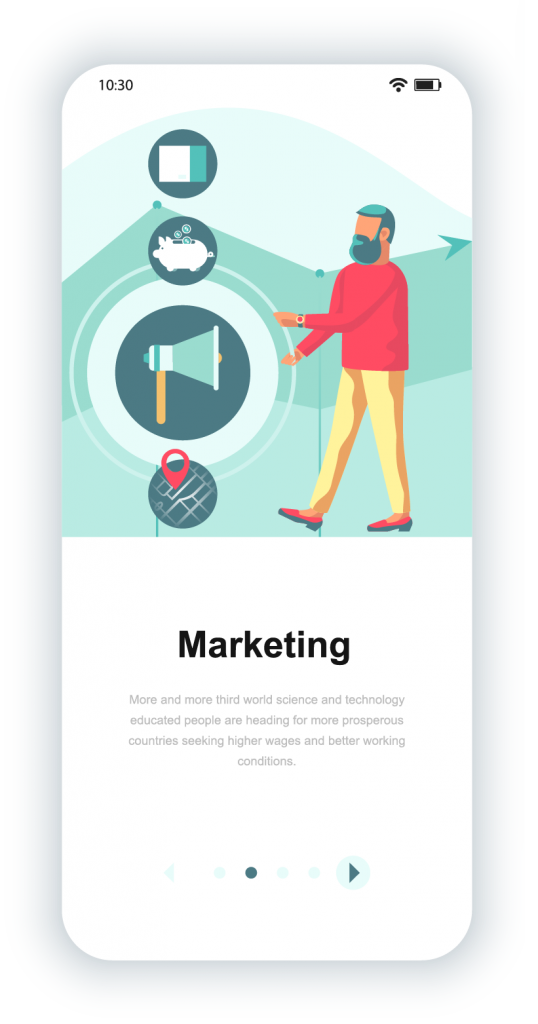 10:30
Marketing
More and more third world science and technology
educated people are heading for more prosperous
countries seeking higher wages and better working
conditions.